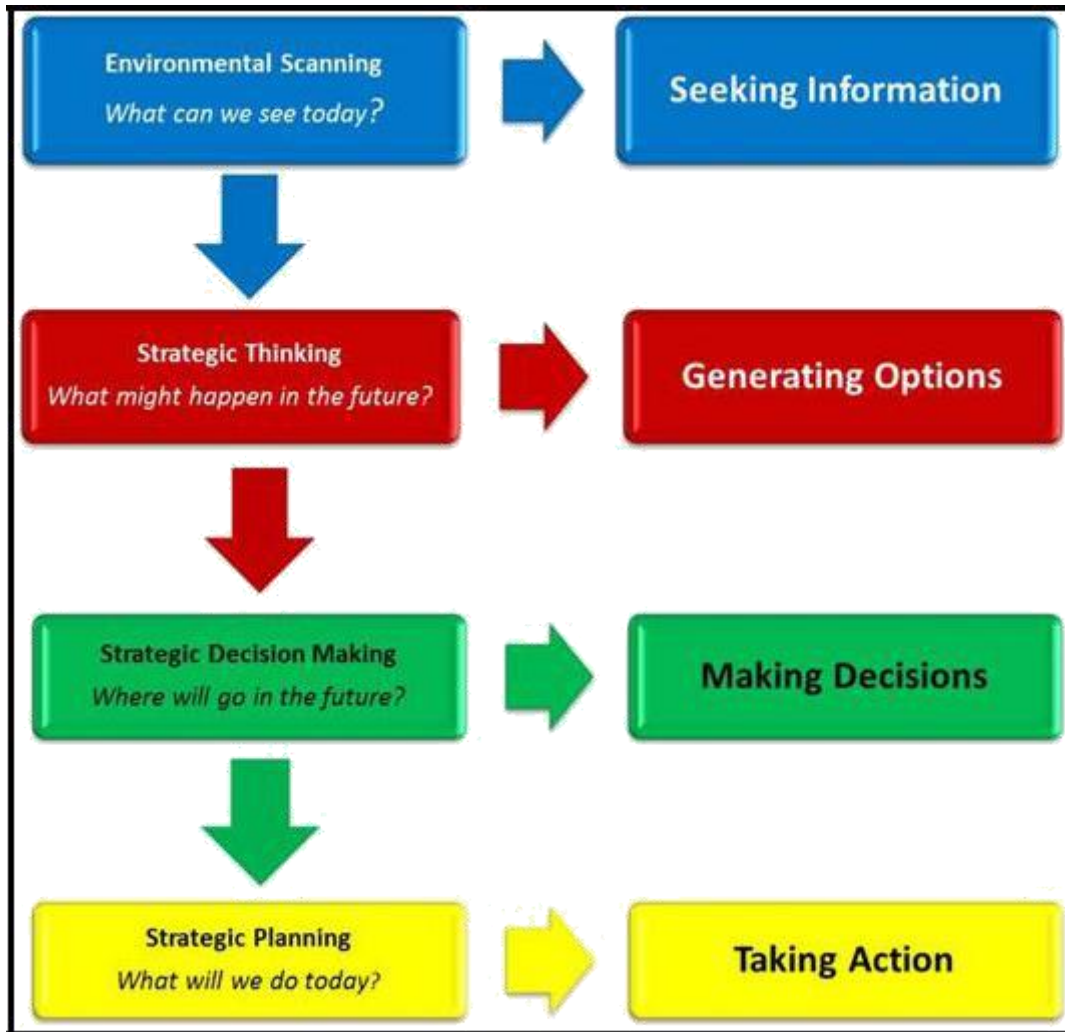 Environmental Scanning
What can we see today?
Seeking Information
Strategic Thinking
What might happen in the future?
Generating Options
Strategic Decision Making
Where will go in the future?
Making Decisions
Strategic Planning
What will we do today?
Taking Action